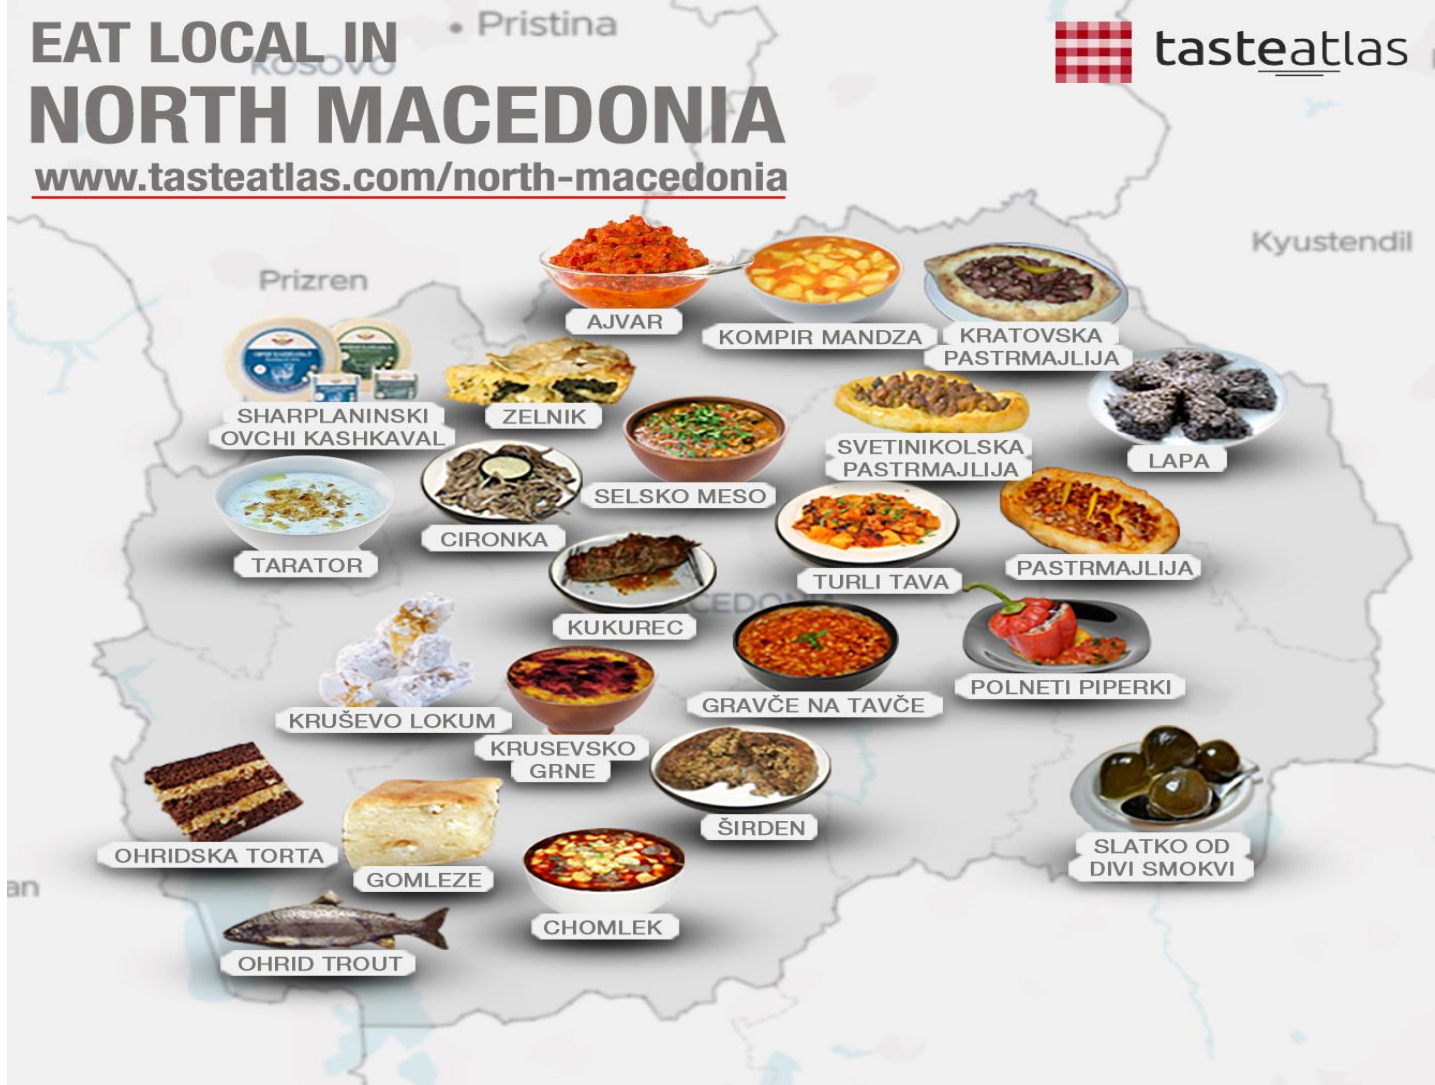 EAT LOCAL IN
NORTH MACEDONIA
www.tasteatlas.com/north-macedonia
tasteatlas
Pristina
KOSOVO
Kyustendil
Prizren
AJVAR
KOMPIR MANDZA
KRATOVSKA
PASTRMAJLIJA
SHARPLANINSKI
OVCHI KASHKAVAL
ZELNIK
SVETINIKOLSKA
PASTRMAJLIJA
LAPA
SELSKO MESO
CIRONKA
TARATOR
TURLI TAVA
PASTRMAJLIJA
KUKUREC
GRAVČE NA TAVČE
POLNETI PIPERKI
KRUŠEVO LOKUM
KRUSEVSKO
GRNE
ŠIRDEN
OHRIDSKA TORTA
GOMLEZE
SLATKO OD
DIVI SMOKVI
an
CHOMLEK
OHRID TROUT